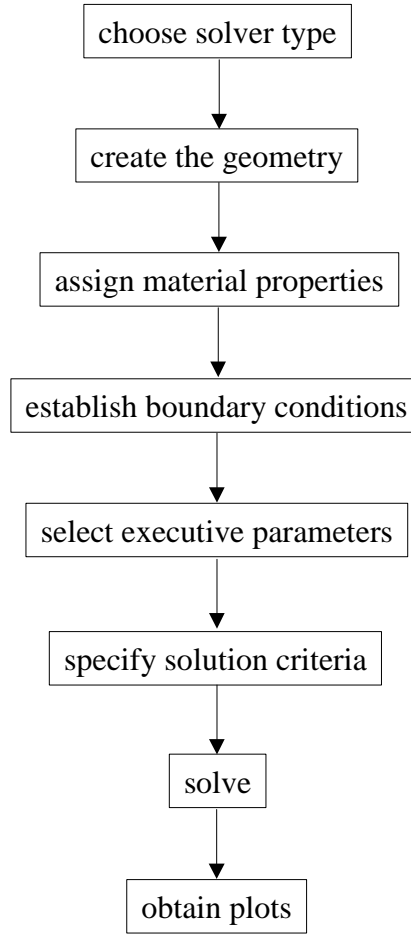 choose solver type
create the geometry
assign material properties
establish boundary conditions
select executive parameters
specify solution criteria
solve
obtain plots